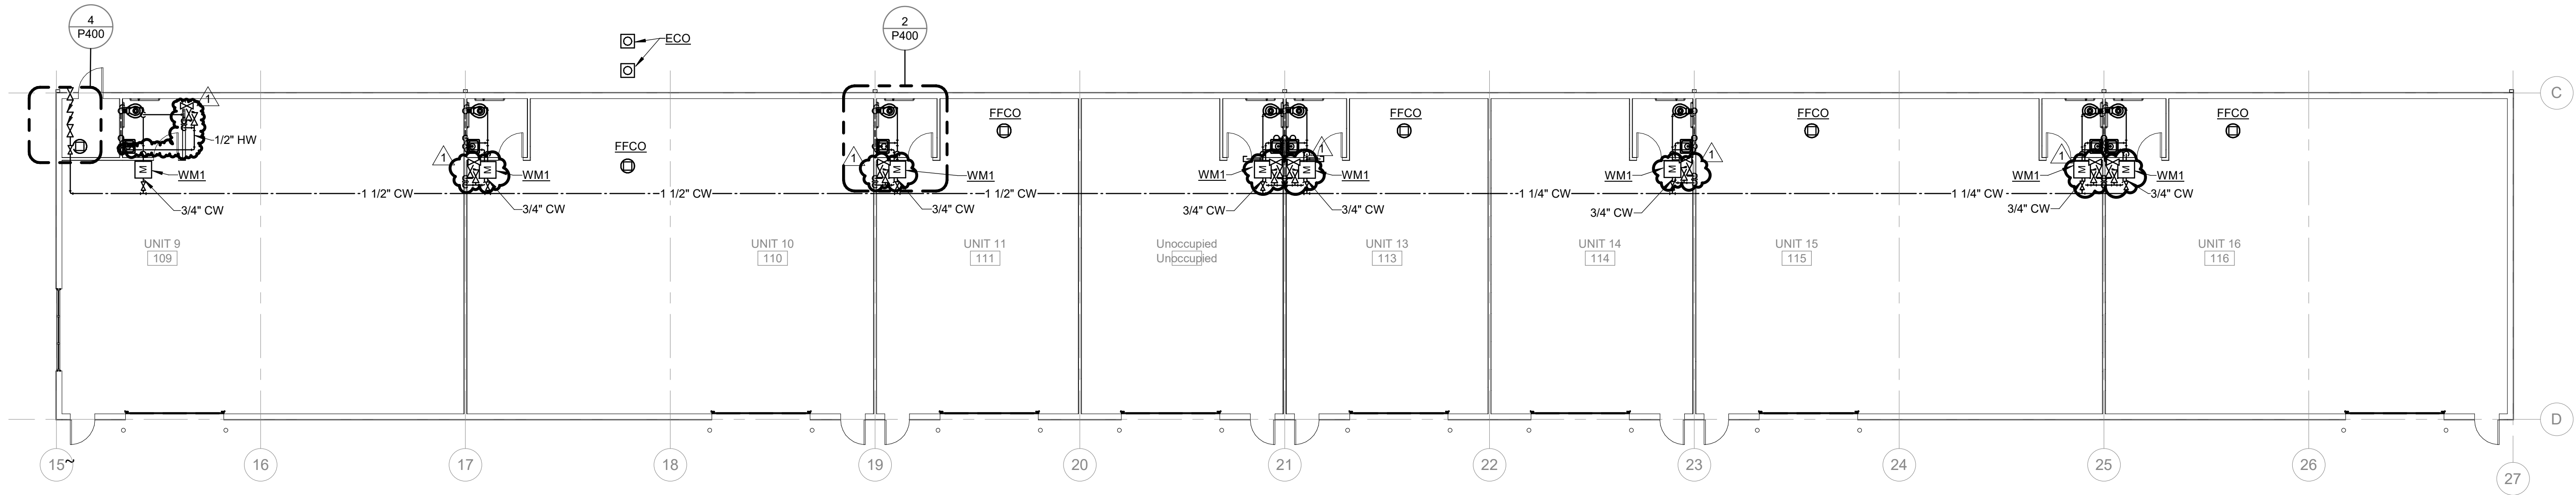 4
P400
ECO
2
P400
C
1
1/2" HW
WM1
3/4" CW
1
FFCO
WM1
3/4" CW
1
FFCO
WM1
3/4" CW
WM1
1
FFCO
WM1
3/4" CW
3/4" CW
WM1
1
FFCO
3/4" CW
WM1
1
FFCO
WM1
3/4" CW
3/4" CW
1 1/2" CW
1 1/2" CW
1 1/2" CW
1 1/4" CW
1 1/4" CW
UNIT 9
109
UNIT 10
110
UNIT 11
111
Unoccupied
Unoccupied
UNIT 13
113
UNIT 14
114
UNIT 15
115
UNIT 16
116
M
M
M
M
M
M
M
M
D
15~
16
17
18
19
20
21
22
23
24
25
26
27